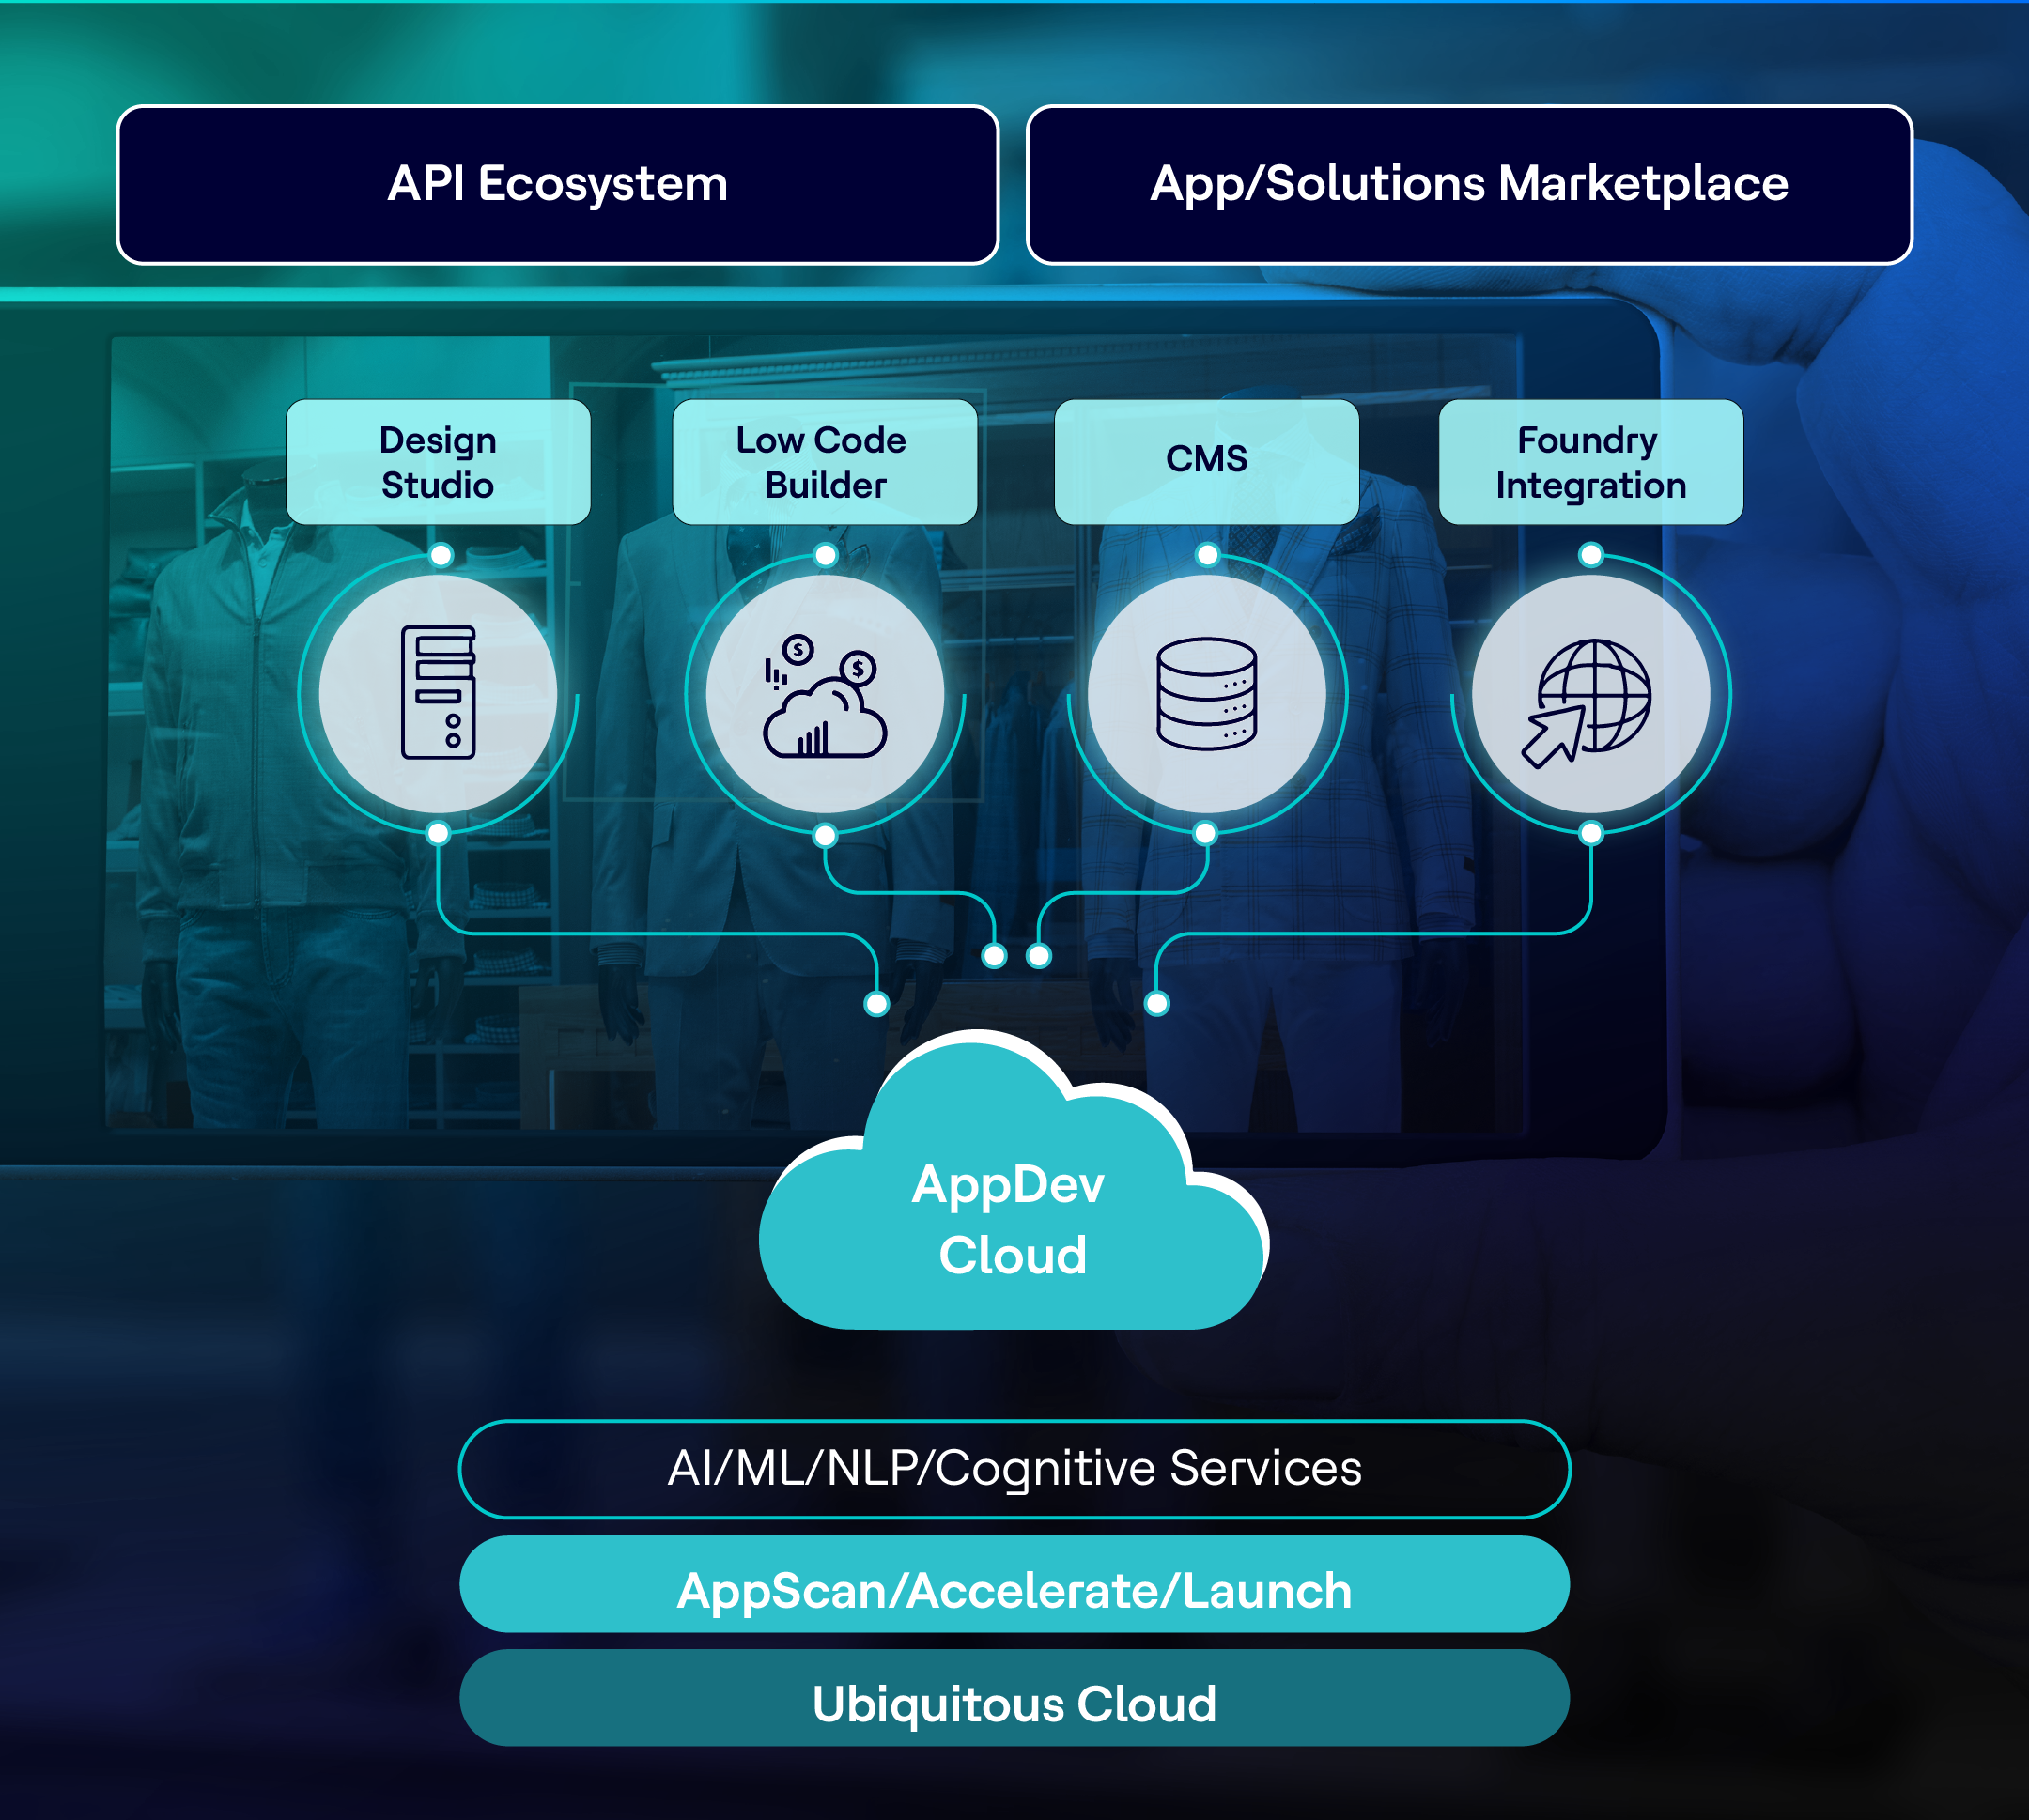 API Ecosystem
App/Solutions Marketplace
Design
Studio
Low Code
Builder
CMS
Foundry
Integration
$
$
AppDev
Cloud
AI/ML/NLP/Cognitive Services
AppScan/Accelerate/Launch
Ubiquitous Cloud